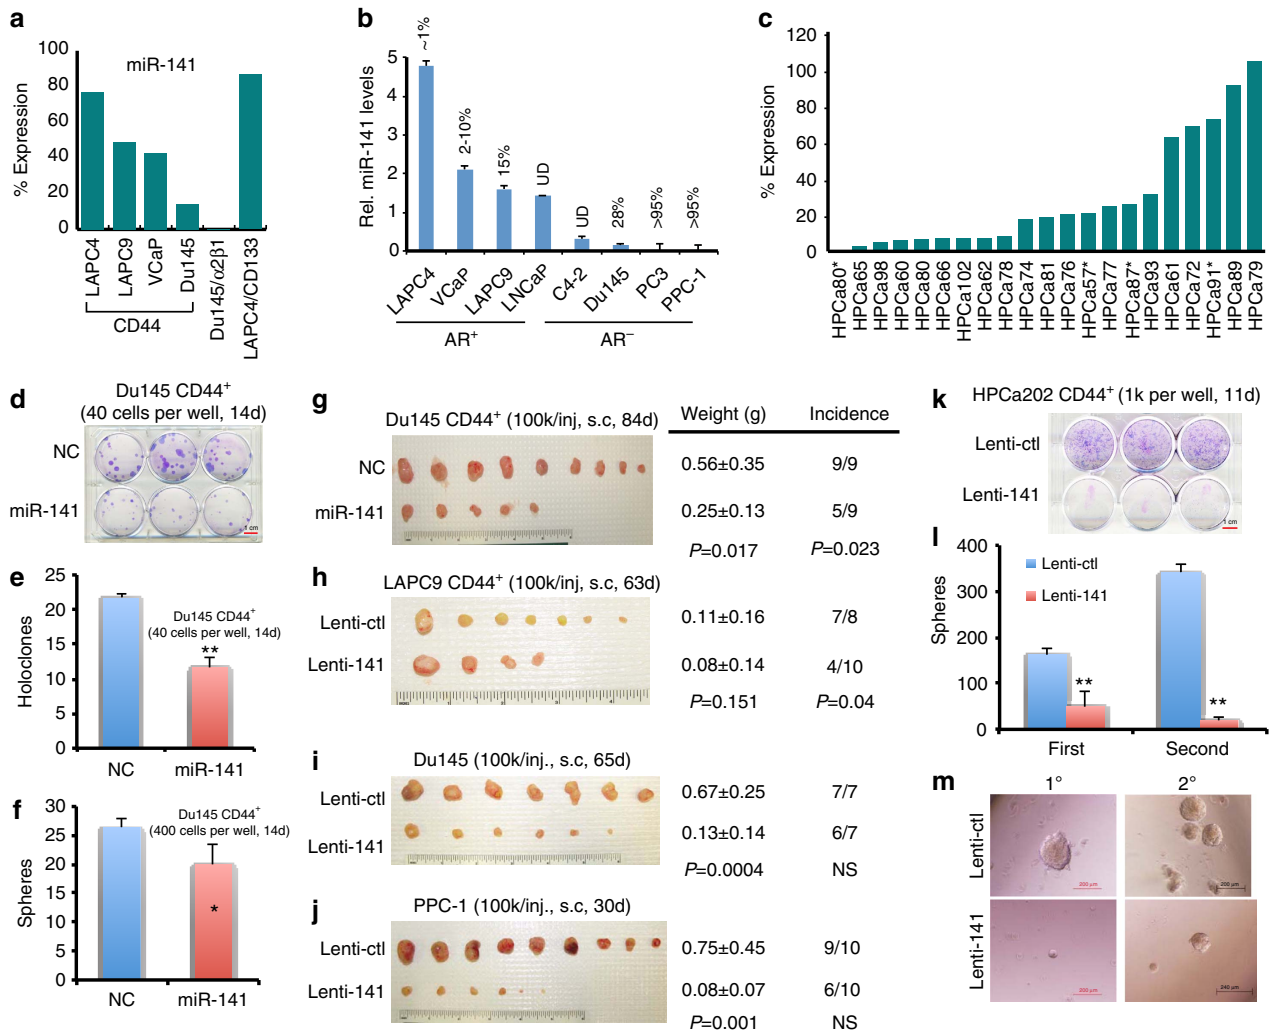 a
miR-141
% Expression
100
80
60
40
20
0
LAPC4
LAPC9
VCaP
Du145
Du145/α2β1
LAPC4/CD133
CD44
b
Rel. miR-141 levels
5
4
3
2
1
0
~1%
2-10%
15%
UD
UD
28%
>95%
>95%
LAPC4
VCaP
LAPC9
LNCaP
C4-2
Du145
PC3
PPC-1
AR⁺
AR⁻
c
% Expression
120
100
80
60
40
20
0
HPCa80*
HPCa65
HPCa98
HPCa60
HPCa80
HPCa66
HPCa102
HPCa62
HPCa78
HPCa74
HPCa81
HPCa76
HPCa57*
HPCa77
HPCa87*
HPCa93
HPCa61
HPCa72
HPCa91*
HPCa89
HPCa79
d
Du145 CD44⁺
(40 cells per well, 14d)
NC
miR-141
1 cm
e
Holoclones
25
20
15
10
5
0
Du145 CD44⁺
(40 cells per well, 14d)
**
NC
miR-141
f
Spheres
30
25
20
15
10
5
0
Du145 CD44⁺
(400 cells per well, 14d)
*
NC
miR-141
g
Du145 CD44⁺ (100k/inj, s.c, 84d)
Weight (g)
Incidence
NC
0.56±0.35
9/9
miR-141
0.25±0.13
5/9
P=0.017
P=0.023
h
LAPC9 CD44⁺ (100k/inj, s.c, 63d)
Lenti-ctl
0.11±0.16
7/8
Lenti-141
0.08±0.14
4/10
P=0.151
P=0.04
i
Du145 (100k/inj., s.c, 65d)
Lenti-ctl
0.67±0.25
7/7
Lenti-141
0.13±0.14
6/7
P=0.0004
NS
j
PPC-1 (100k/inj., s.c, 30d)
Lenti-ctl
0.75±0.45
9/10
Lenti-141
0.08±0.07
6/10
P=0.001
NS
k
HPCa202 CD44⁺ (1k per well, 11d)
Lenti-ctl
Lenti-141
1 cm
l
Spheres
400
300
200
100
0
Lenti-ctl
Lenti-141
**
**
First
Second
m
1°
2°
Lenti-ctl
200 μm
200 μm
Lenti-141
200 μm
240 μm